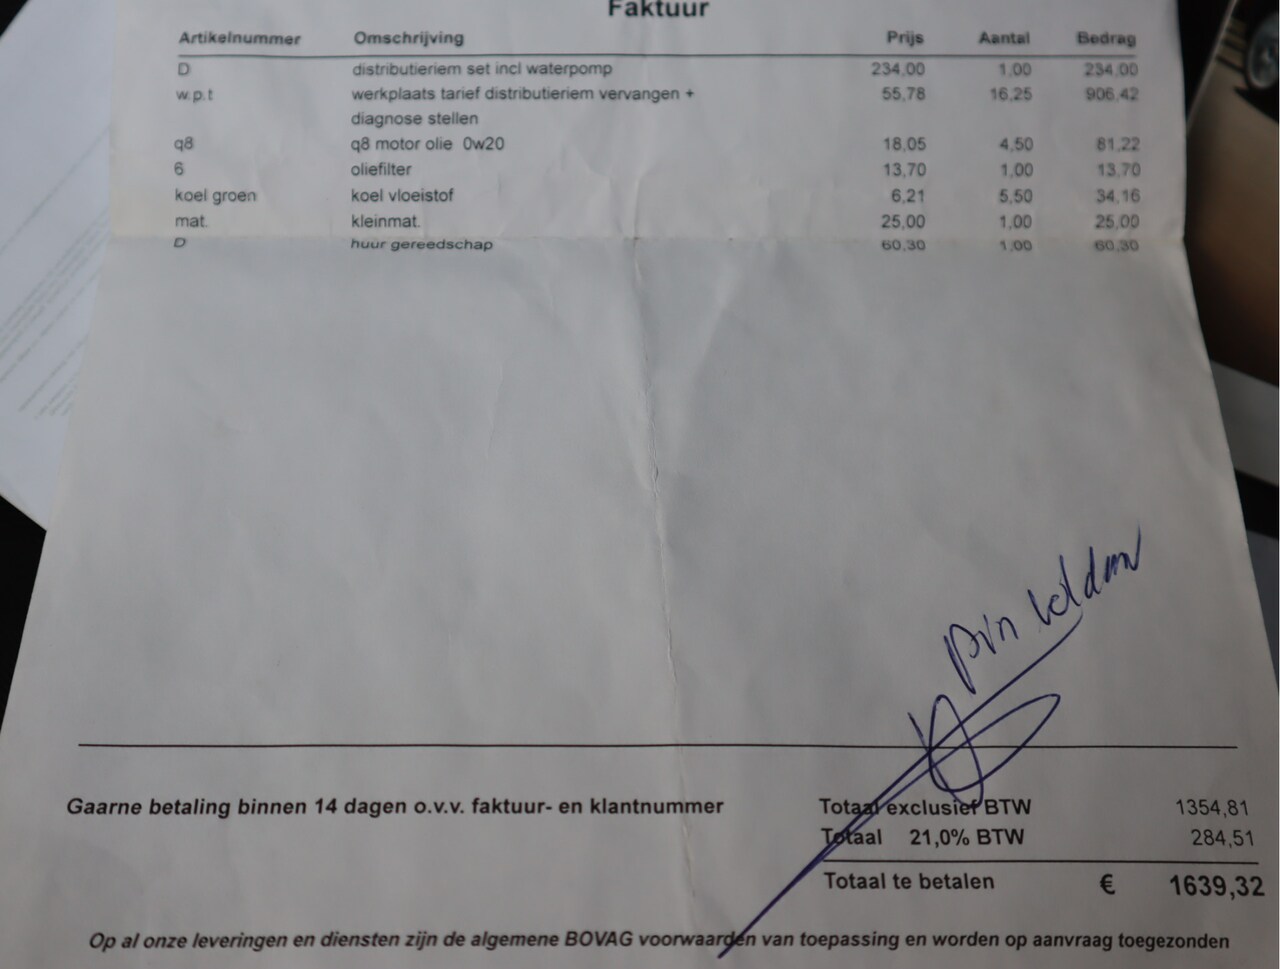 Faktuur
Artikelnummer Omschrijving Prijs Aantal Bedrag
D distributieriem set incl waterpomp 234,00 1,00 234,00
w.p.t werkplaats tarief distributieriem vervangen + 55,78 16,25 906,42
diagnose stellen
q8 q8 motor olie 0w20 18,05 4,50 81,22
6 oliefilter 13,70 1,00 13,70
koel groen koel vloeistof 6,21 5,50 34,16
mat. kleinmat. 25,00 1,00 25,00
D huur gereedschap 60,30 1,00 60,30
pin
Gaarne betaling binnen 14 dagen o.v.v. faktuur- en klantnummer
Totaal exclusief BTW 1354,81
Totaal 21,0% BTW 284,51
Totaal te betalen € 1639,32
Op al onze leveringen en diensten zijn de algemene BOVAG voorwaarden van toepassing en worden op aanvraag toegezonden